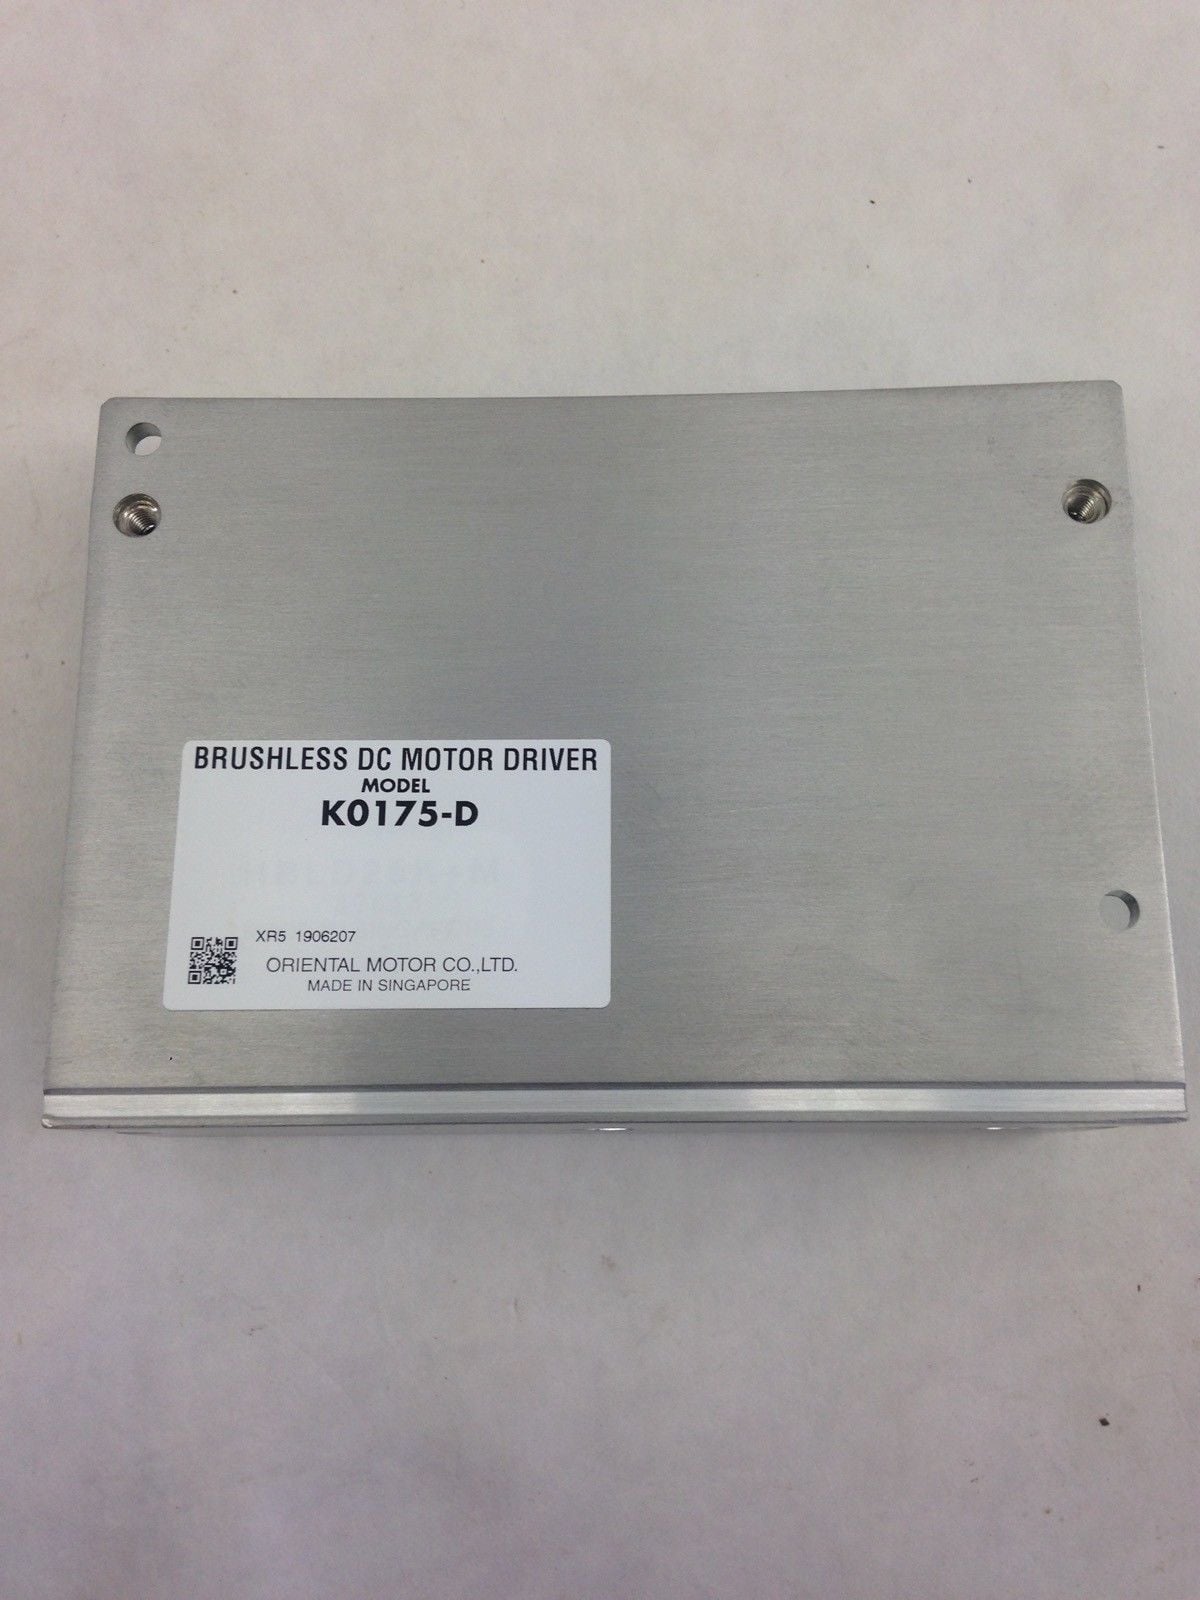 BRUSHLESS DC MOTOR DRIVER
MODEL
K0175-D
XR5 1906207
ORIENTAL MOTOR CO.,LTD.
MADE IN SINGAPORE